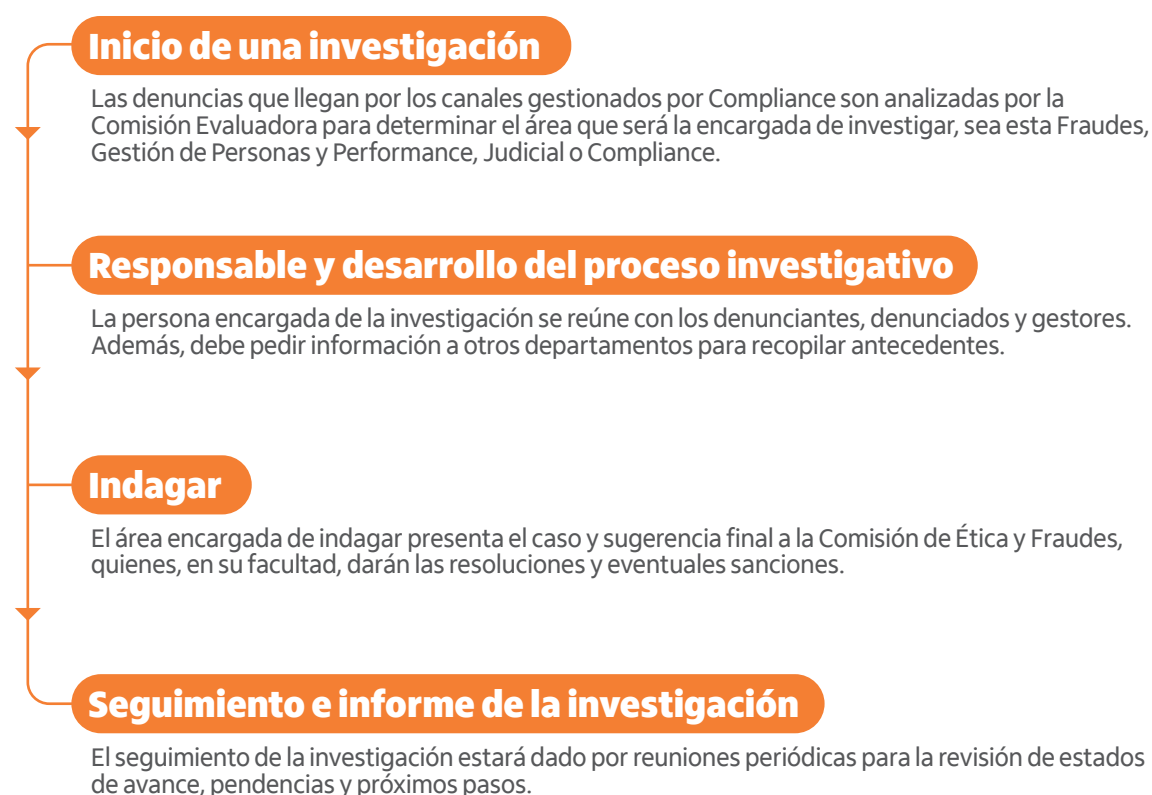 Inicio de una investigación
Las denuncias que llegan por los canales gestionados por Compliance son analizadas por la
Comisión Evaluadora para determinar el área que será la encargada de investigar, sea esta Fraudes,
Gestión de Personas y Performance, Judicial o Compliance.
Responsable y desarrollo del proceso investigativo
La persona encargada de la investigación se reúne con los denunciantes, denunciados y gestores.
Además, debe pedir información a otros departamentos para recopilar antecedentes.
Indagar
El área encargada de indagar presenta el caso y sugerencia final a la Comisión de Ética y Fraudes,
quienes, en su facultad, darán las resoluciones y eventuales sanciones.
Seguimiento e informe de la investigación
El seguimiento de la investigación estará dado por reuniones periódicas para la revisión de estados
de avance, pendencias y próximos pasos.